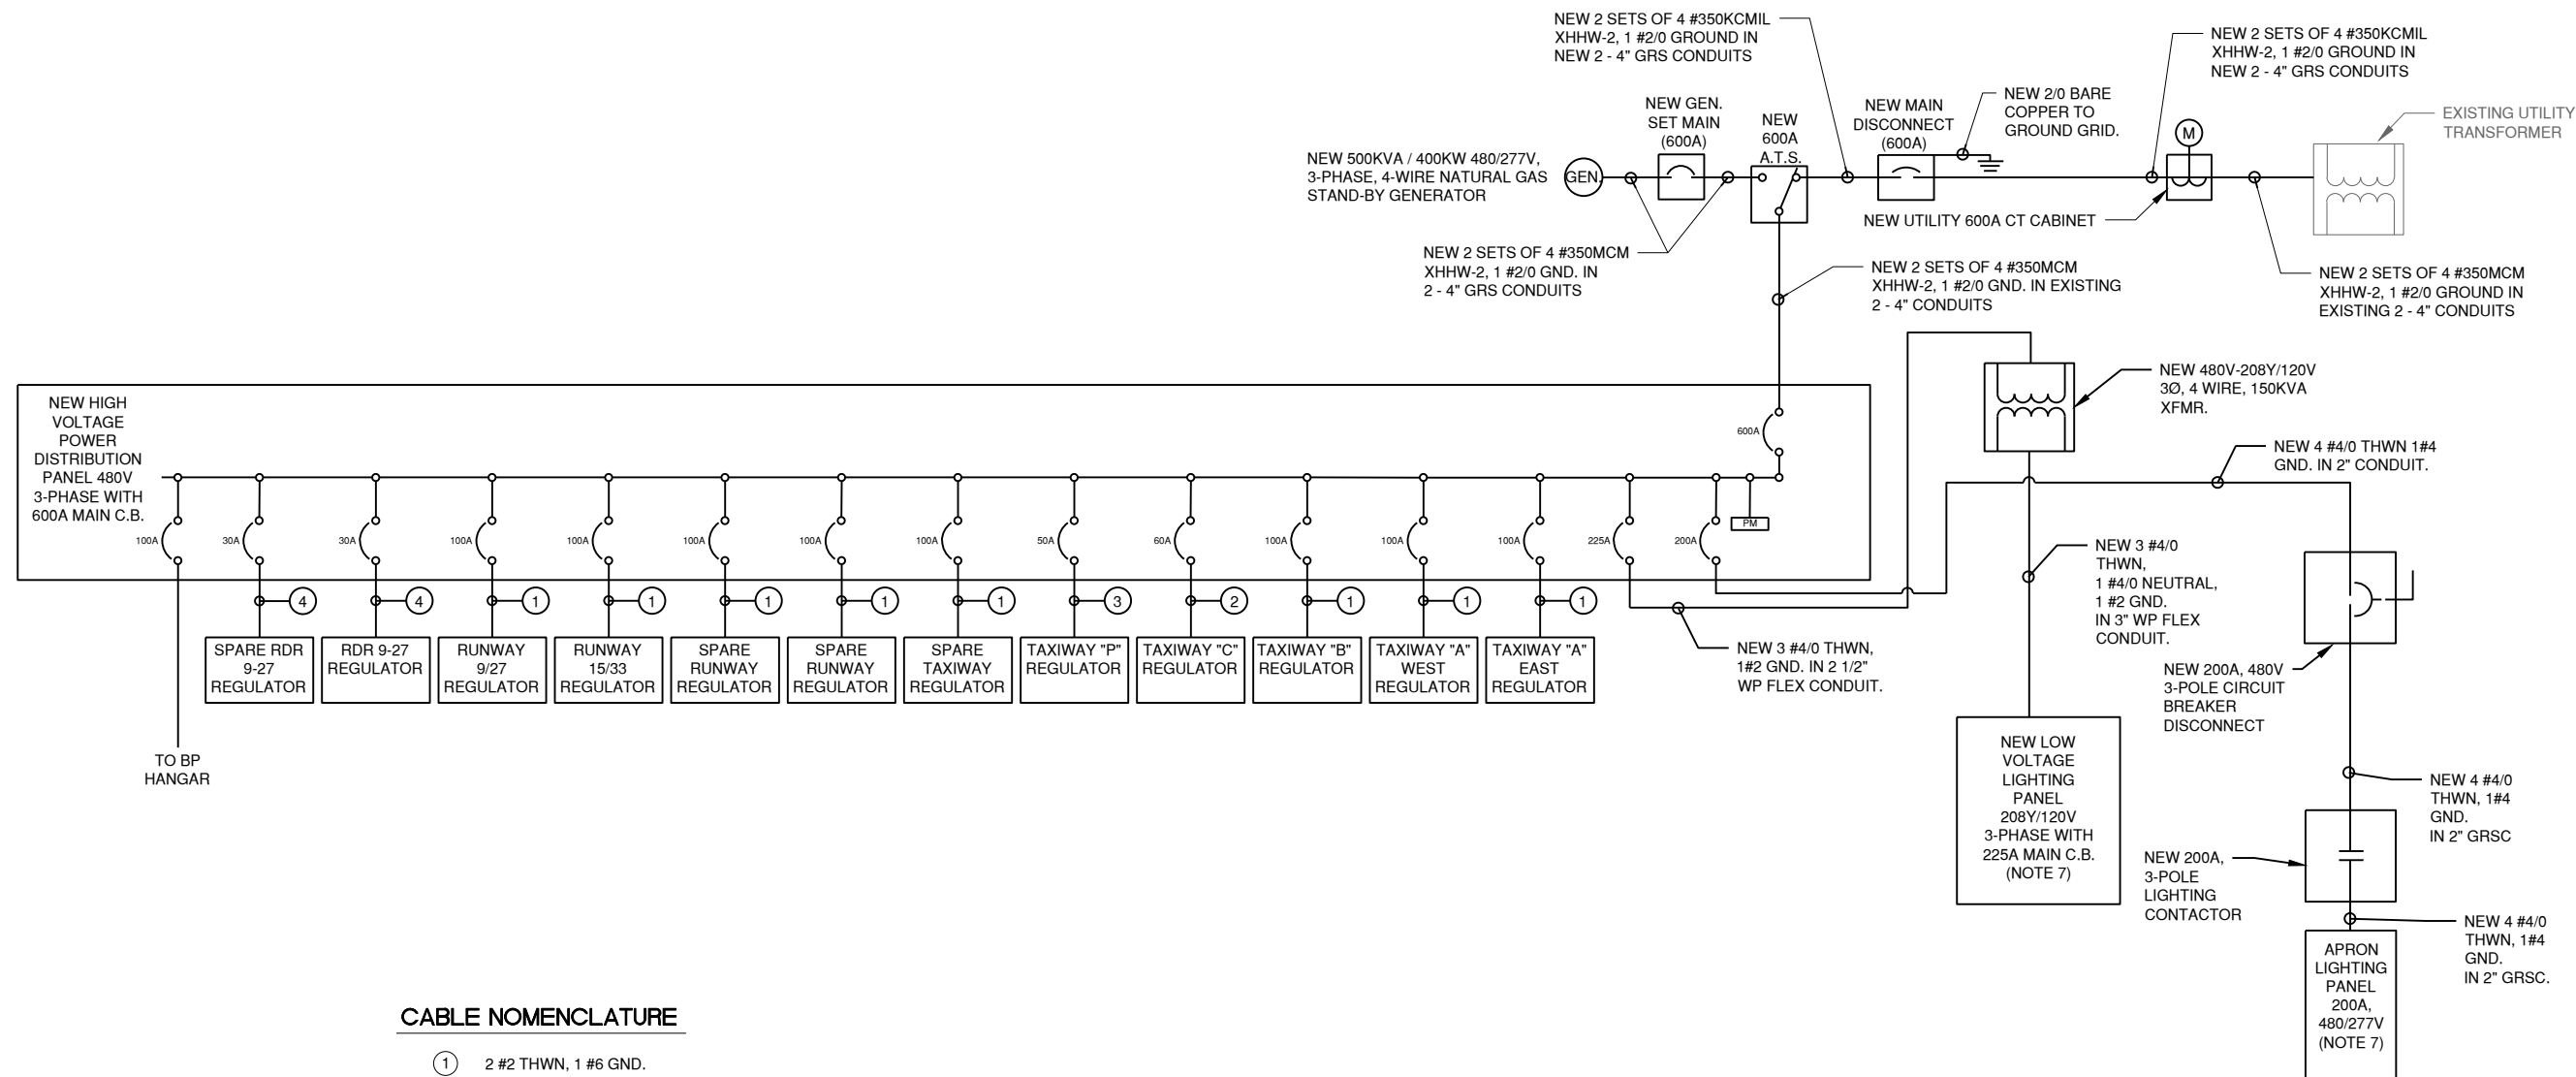 NEW 2 SETS OF 4 #350KCMIL
XHHW-2, 1 #2/0 GROUND IN
NEW 2 - 4" GRS CONDUITS
NEW 2 SETS OF 4 #350KCMIL
XHHW-2, 1 #2/0 GROUND IN
NEW 2 - 4" GRS CONDUITS
NEW GEN.
SET MAIN
(600A)
NEW
600A
A.T.S.
NEW MAIN
DISCONNECT
(600A)
NEW 2/0 BARE
COPPER TO
GROUND GRID.
M
EXISTING UTILITY
TRANSFORMER
NEW 500KVA / 400KW 480/277V,
3-PHASE, 4-WIRE NATURAL GAS
STAND-BY GENERATOR
GEN.
NEW UTILITY 600A CT CABINET
NEW 2 SETS OF 4 #350MCM
XHHW-2, 1 #2/0 GND. IN
2 - 4" GRS CONDUITS
NEW 2 SETS OF 4 #350MCM
XHHW-2, 1 #2/0 GND. IN EXISTING
2 - 4" CONDUITS
NEW 2 SETS OF 4 #350MCM
XHHW-2, 1 #2/0 GROUND IN
EXISTING 2 - 4" CONDUITS
NEW HIGH
VOLTAGE
POWER
DISTRIBUTION
PANEL 480V
3-PHASE WITH
600A MAIN C.B.
600A
NEW 480V-208Y/120V
3Ø, 4 WIRE, 150KVA
XFMR.
NEW 4 #4/0 THWN 1#4
GND. IN 2" CONDUIT.
100A
30A
30A
100A
100A
100A
100A
100A
50A
60A
100A
100A
100A
225A
200A
PM
4
4
1
1
1
1
1
3
2
1
1
1
SPARE RDR
9-27
REGULATOR
RDR 9-27
REGULATOR
RUNWAY
9/27
REGULATOR
RUNWAY
15/33
REGULATOR
SPARE
RUNWAY
REGULATOR
SPARE
RUNWAY
REGULATOR
SPARE
TAXIWAY
REGULATOR
TAXIWAY "P"
REGULATOR
TAXIWAY "C"
REGULATOR
TAXIWAY "B"
REGULATOR
TAXIWAY "A"
WEST
REGULATOR
TAXIWAY "A"
EAST
REGULATOR
TO BP
HANGAR
NEW 3 #4/0 THWN,
1#2 GND. IN 2 1/2"
WP FLEX CONDUIT.
NEW 3 #4/0
THWN,
1 #4/0 NEUTRAL,
1 #2 GND.
IN 3" WP FLEX
CONDUIT.
NEW 200A, 480V
3-POLE CIRCUIT
BREAKER
DISCONNECT
NEW LOW
VOLTAGE
LIGHTING
PANEL
208Y/120V
3-PHASE WITH
225A MAIN C.B.
(NOTE 7)
NEW 4 #4/0
THWN, 1#4
GND.
IN 2" GRSC
NEW 200A,
3-POLE
LIGHTING
CONTACTOR
NEW 4 #4/0
THWN, 1#4
GND.
IN 2" GRSC.
APRON
LIGHTING
PANEL
200A,
480/277V
(NOTE 7)
CABLE NOMENCLATURE
1 2 #2 THWN, 1 #6 GND.